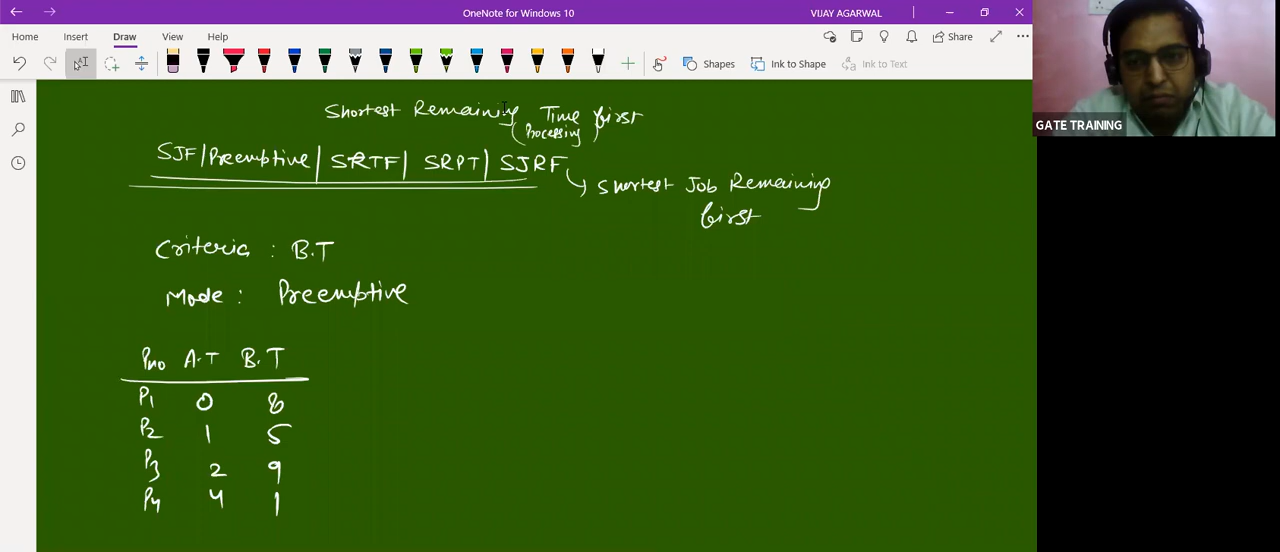 OneNote for Windows 10
VIJAY AGARWAL
Home Insert Draw View Help
Share
Shapes
Ink to Shape
Ink to Text
GATE TRAINING
Shortest Remaining Time first
(Processing)
SJF/Preemptive/ SRTF/ SRPT/ SJRF
Shortest Job Remaining
first
Criteria : B.T
Mode : Preemptive
Pno A.T B.T
P1 0 8
P2 1 5
P3 2 9
P4 4 1